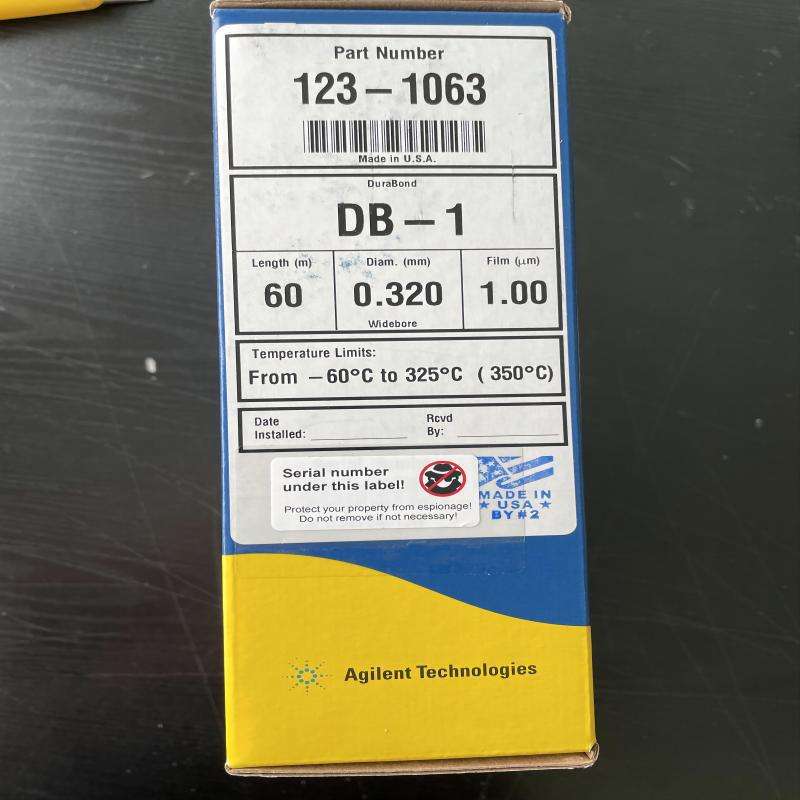 Part Number
123-1063
Made in U.S.A.
DuraBond
DB-1
Length (m) Diam. (mm) Film (μm)
60 0.320 1.00
Widebore
Temperature Limits:
From -60°C to 325°C ( 350°C)
Date Installed: ____ Rcvd By: ____
Serial number
under this label!
Protect your property from espionage!
Do not remove if not necessary!
MADE IN
★ USA ★
BY #2
Agilent Technologies